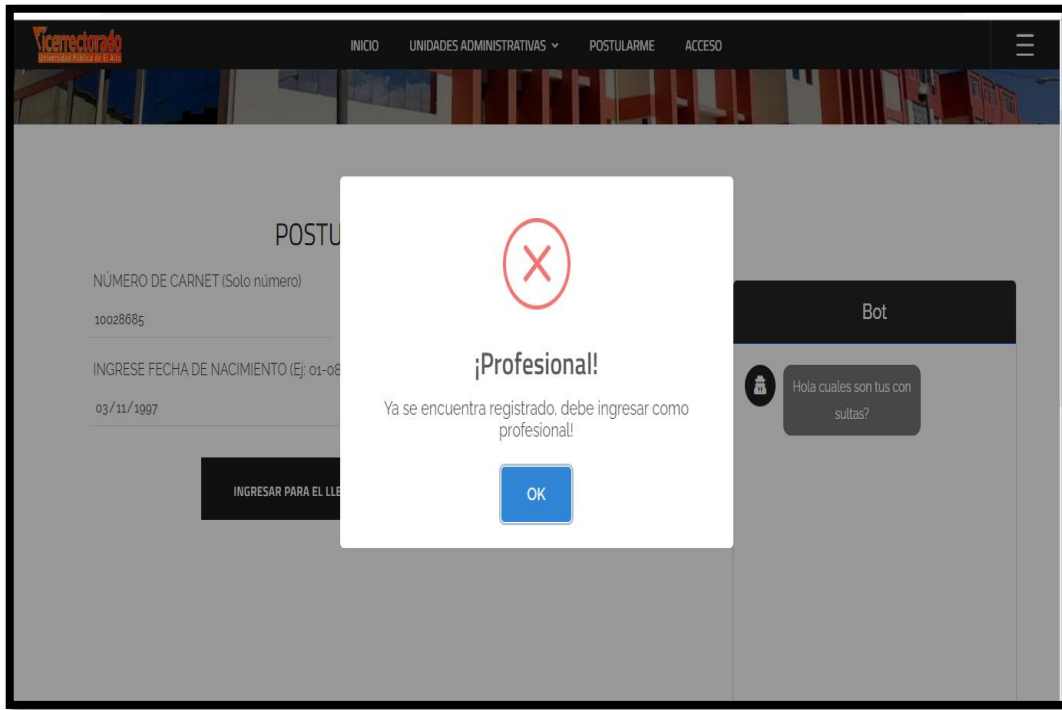 Vicerrectorado
Universidad Pública de El Alto
INICIO UNIDADES ADMINISTRATIVAS POSTULARME ACCESO
POSTU
NÚMERO DE CARNET (Solo número)
10028685
INGRESE FECHA DE NACIMIENTO (Ej: 01-08
03/11/1997
INGRESAR PARA EL LLE
¡Profesional!
Ya se encuentra registrado, debe ingresar como
profesional!
OK
Bot
Hola cuales son tus con
sultas?